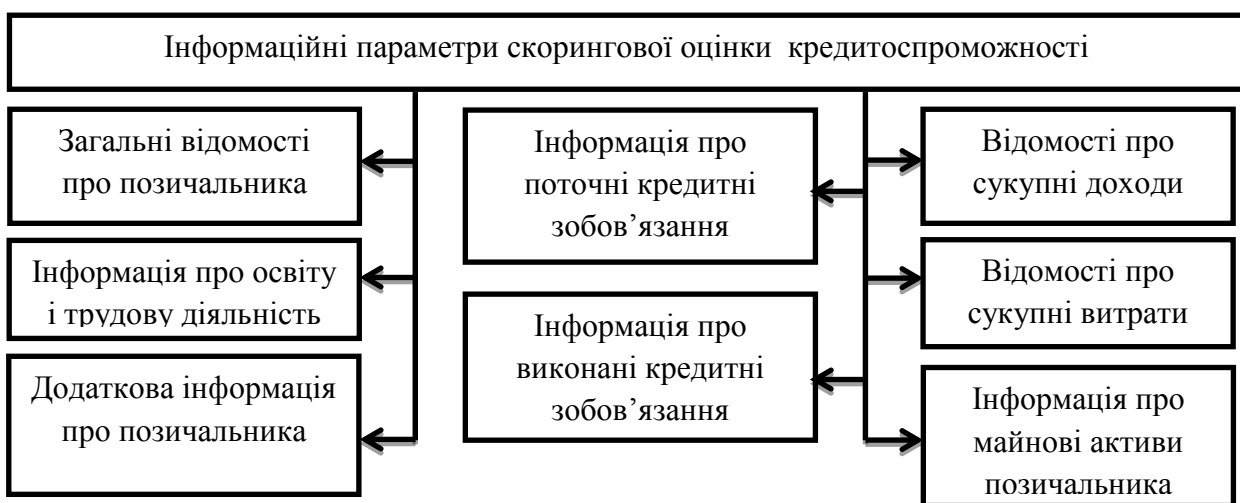 Інформаційні параметри скорингової оцінки кредитоспроможності
Загальні відомості
про позичальника
Інформація про освіту
і трудову діяльність
Додаткова інформація
про позичальника
Інформація про
поточні кредитні
зобов’язання
Інформація про
виконані кредитні
зобов’язання
Відомості про
сукупні доходи
Відомості про
сукупні витрати
Інформація про
майнові активи
позичальника